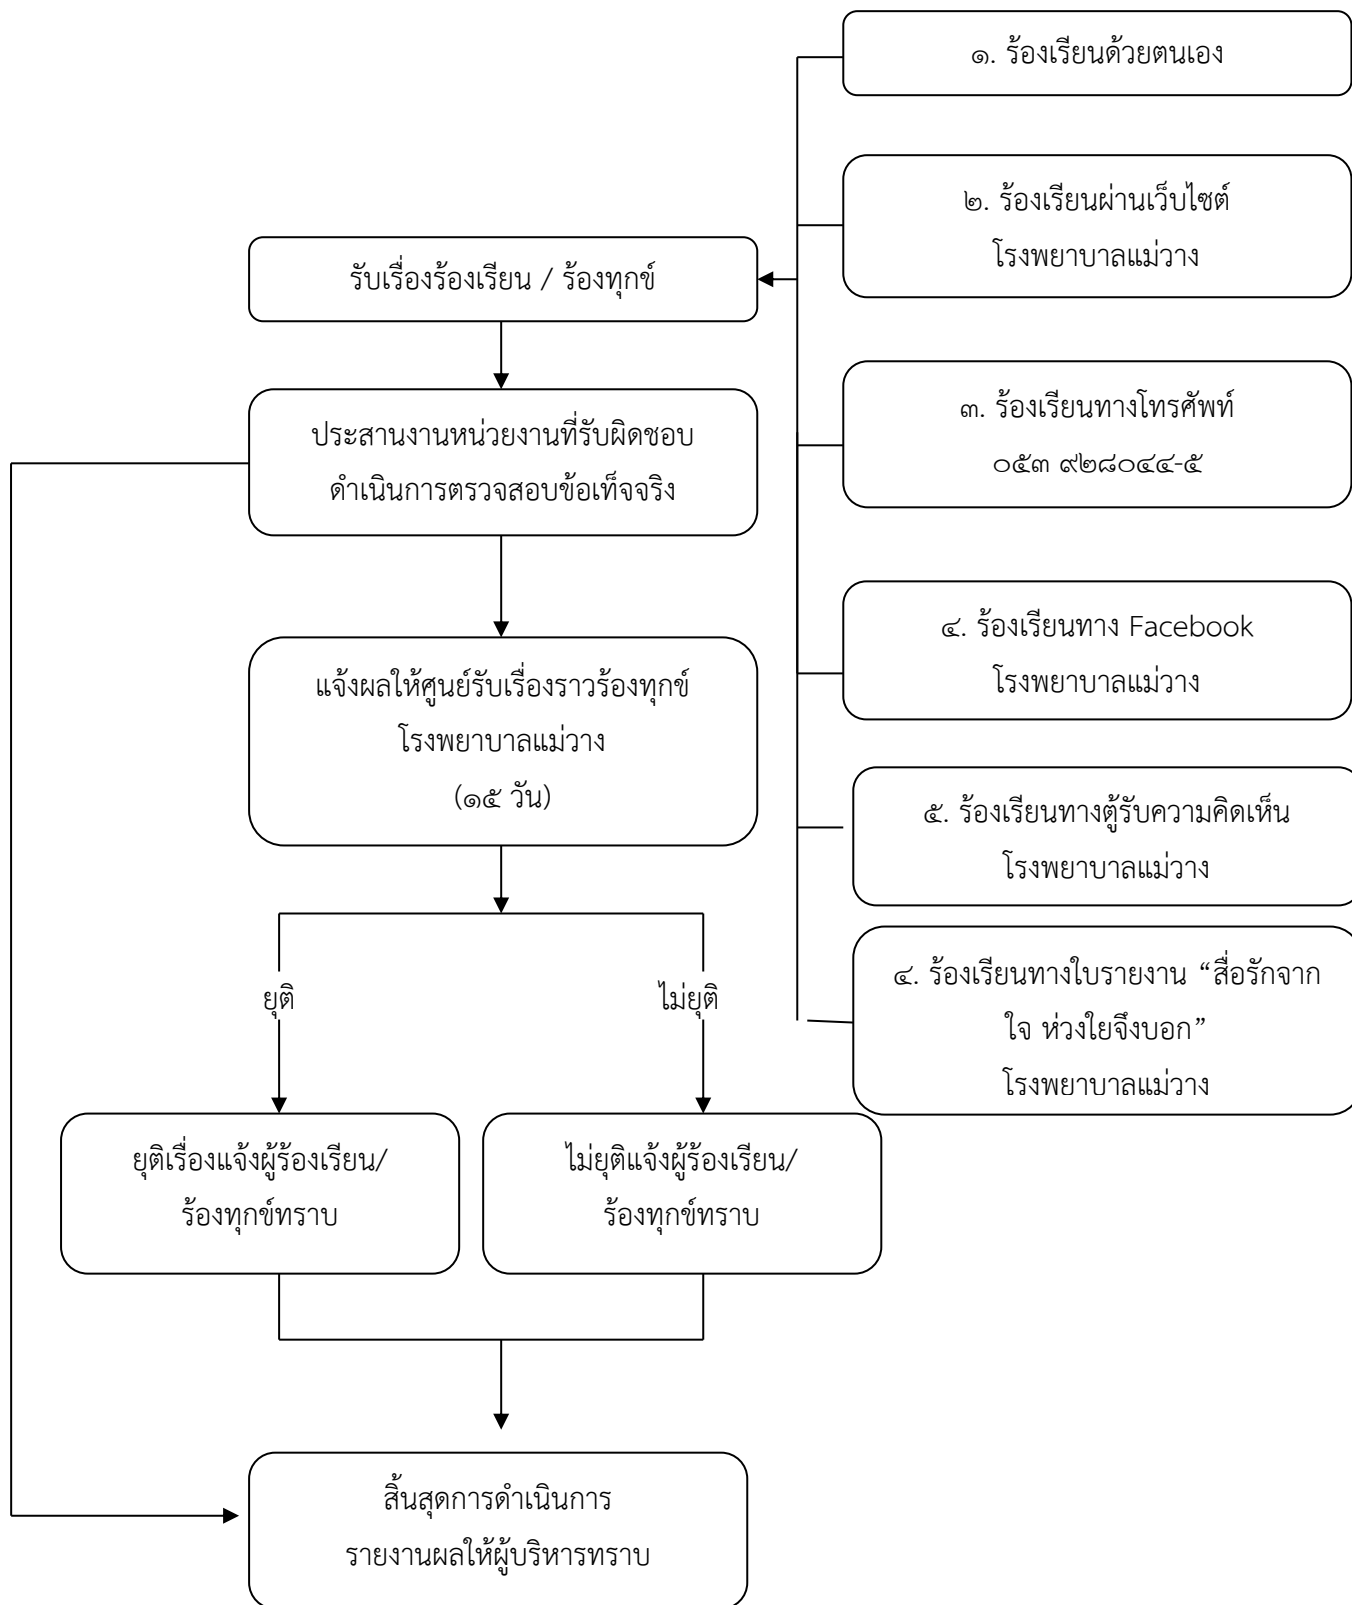 ๑. ร้องเรียนด้วยตนเอง
๒. ร้องเรียนผ่านเว็บไซต์
โรงพยาบาลแม่วาง
รับเรื่องร้องเรียน / ร้องทุกข์
๓. ร้องเรียนทางโทรศัพท์
๐๕๓ ๙๒๘๐๔๔-๕
ประสานงานหน่วยงานที่รับผิดชอบ
ดำเนินการตรวจสอบข้อเท็จจริง
๔. ร้องเรียนทาง Facebook
โรงพยาบาลแม่วาง
แจ้งผลให้ศูนย์รับเรื่องราวร้องทุกข์
โรงพยาบาลแม่วาง
(๑๕ วัน)
๕. ร้องเรียนทางตู้รับความคิดเห็น
โรงพยาบาลแม่วาง
๔. ร้องเรียนทางใบรายงาน “สื่อรักจาก
ใจ ห่วงใยจึงบอก”
โรงพยาบาลแม่วาง
ยุติ
ไม่ยุติ
ยุติเรื่องแจ้งผู้ร้องเรียน/
ร้องทุกข์ทราบ
ไม่ยุติแจ้งผู้ร้องเรียน/
ร้องทุกข์ทราบ
สิ้นสุดการดำเนินการ
รายงานผลให้ผู้บริหารทราบ